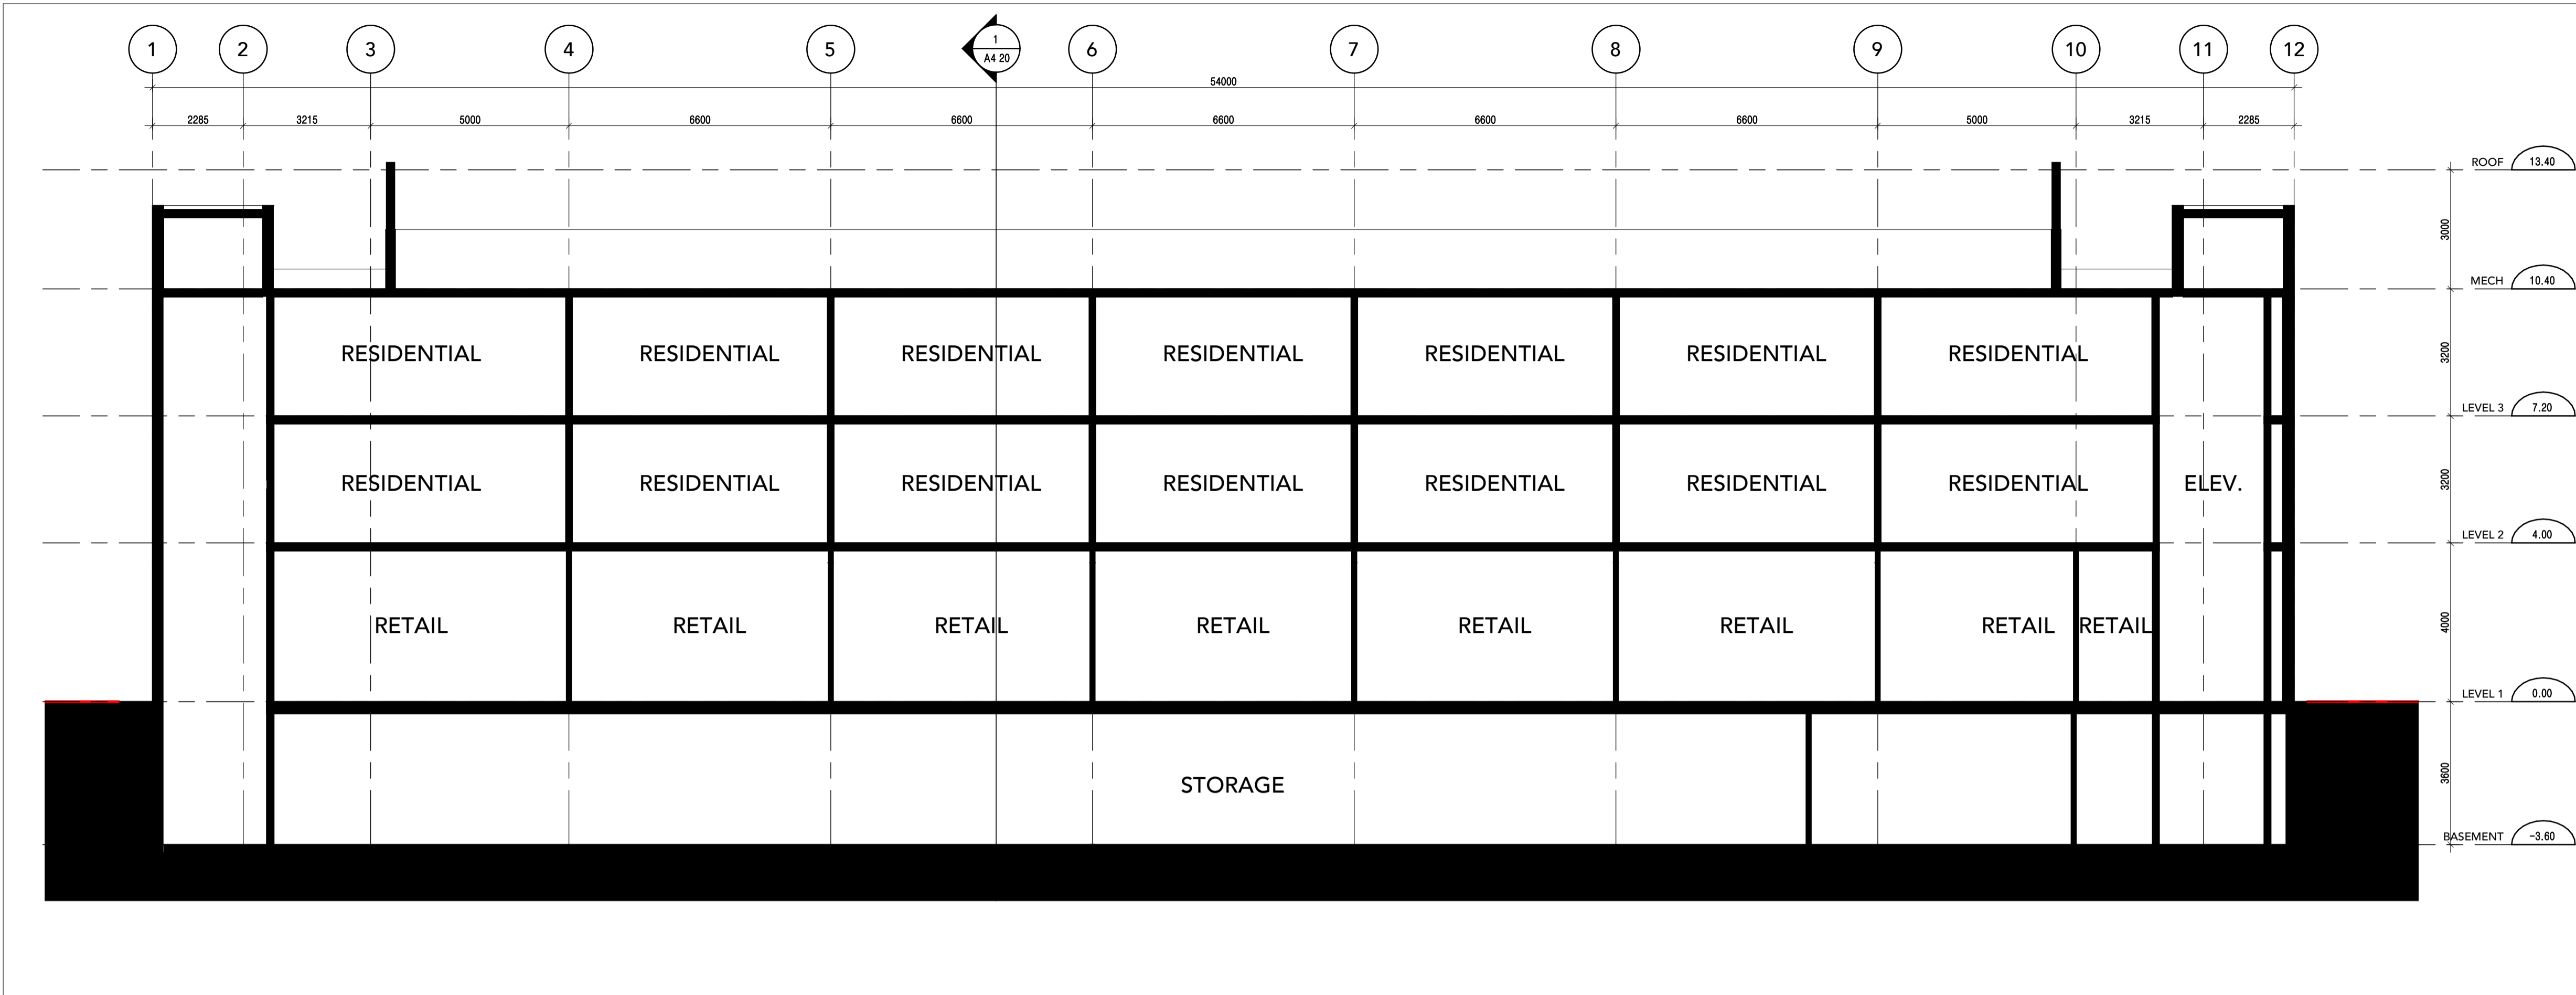 1 2 3 4 5 1 6 7 8 9 10 11 12
A4 20
54000
2285 3215 5000 6600 6600 6600 6600 6600 5000 3215 2285
ROOF 13.40
3000
MECH 10.40
RESIDENTIAL RESIDENTIAL RESIDENTIAL RESIDENTIAL RESIDENTIAL RESIDENTIAL RESIDENTIAL
3200
LEVEL 3 7.20
RESIDENTIAL RESIDENTIAL RESIDENTIAL RESIDENTIAL RESIDENTIAL RESIDENTIAL RESIDENTIAL ELEV.
3200
LEVEL 2 4.00
RETAIL RETAIL RETAIL RETAIL RETAIL RETAIL RETAIL RETAIL
4000
LEVEL 1 0.00
STORAGE
3600
BASEMENT -3.60